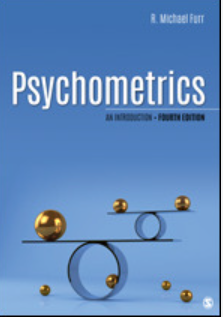 R. Michael Furr
Psychometrics
AN INTRODUCTION • FOURTH EDITION